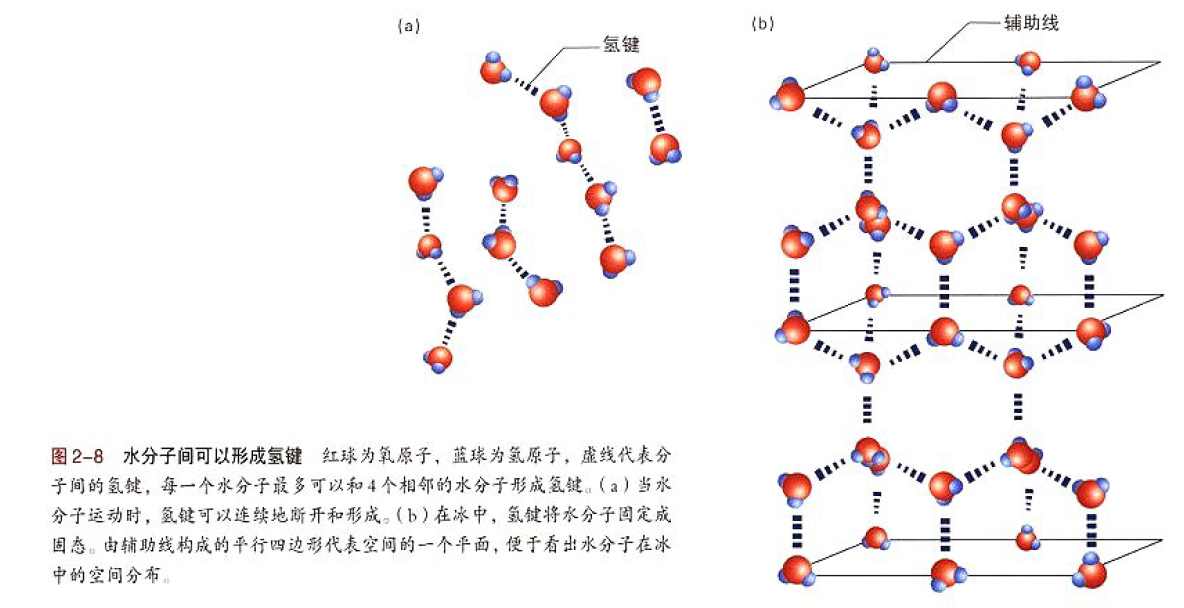 (a)
氢键
(b)
辅助线
图2-8 水分子间可以形成氢键 红球为氧原子，蓝球为氢原子，虚线代表分
子间的氢键，每一个水分子最多可以和4个相邻的水分子形成氢键。(a)当水
分子运动时，氢键可以连续地断开和形成。(b)在冰中，氢键将水分子固定成
固态。由辅助线构成的平行四边形代表空间的一个平面，便于看出水分子在冰
中的空间分布。